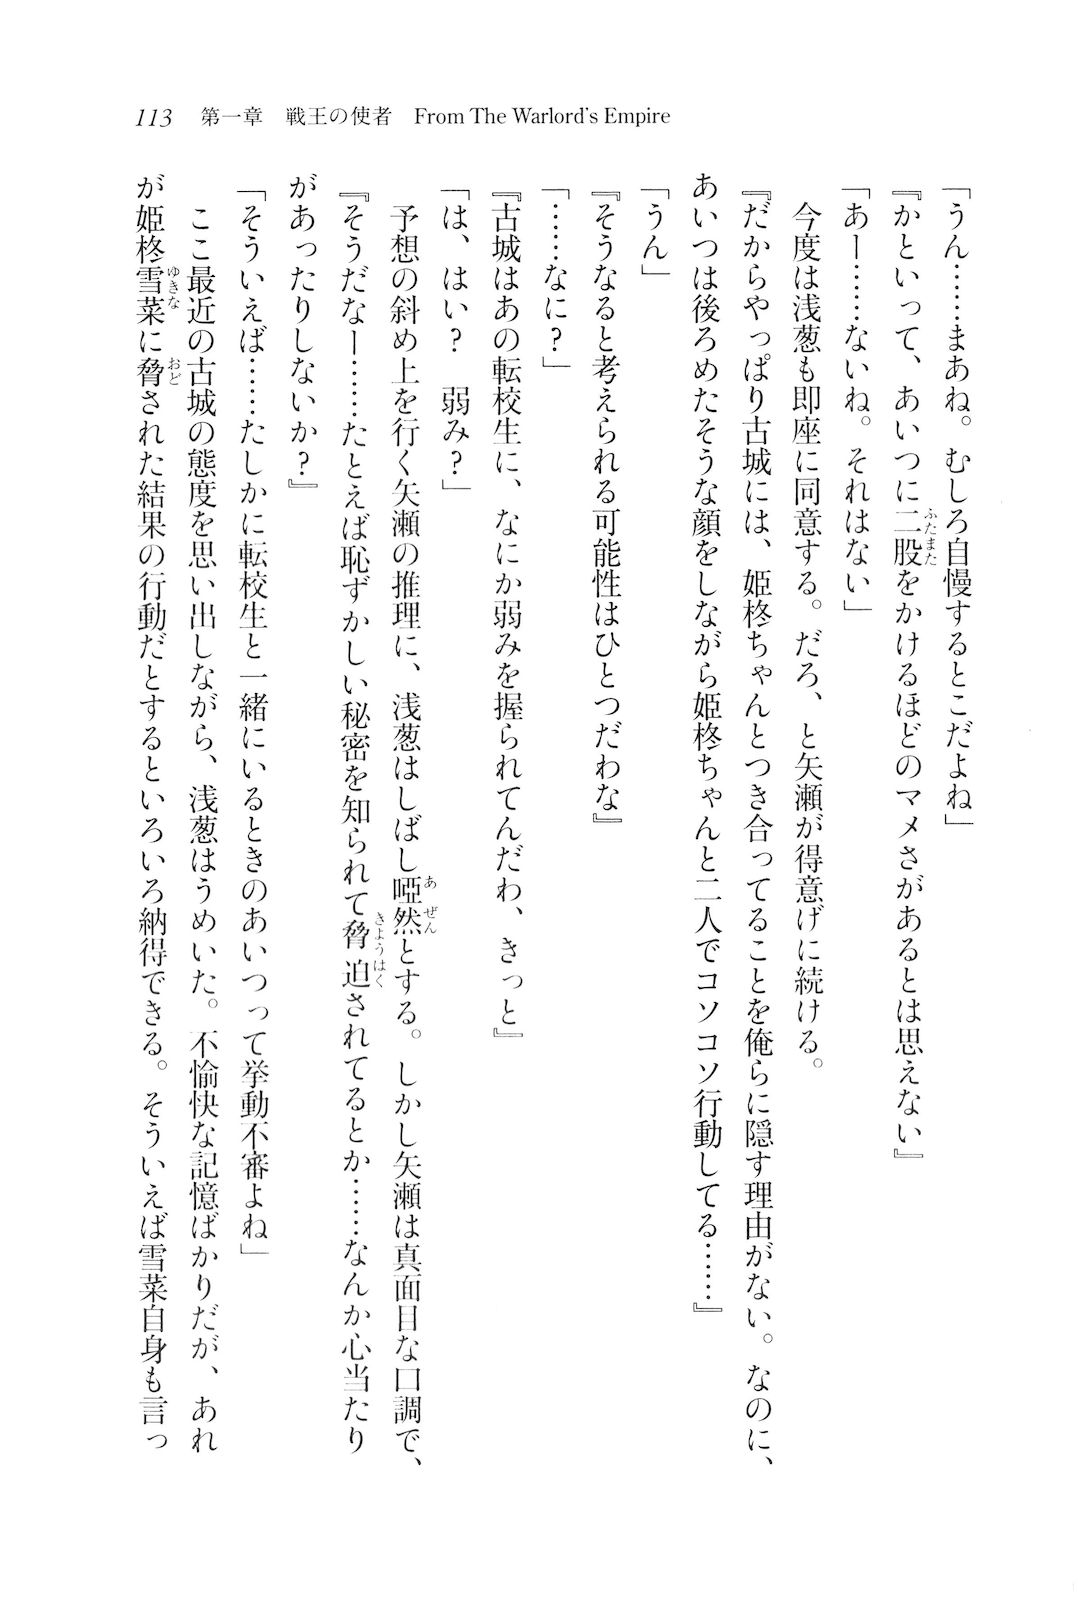 113 第一章 戦王の使者 From The Warlord's Empire
「うん……まあね。むしろ自慢するとこだよね」
『かといって、あいつに二股をかけるほどのマメさがあるとは思えない』
「あー……ないね。それはない」
　今度は浅葱も即座に同意する。だろ、と矢瀬が得意げに続ける。
『だからやっぱり古城には、姫柊ちゃんとつき合ってることを俺らに隠す理由がない。なのに、
あいつは後ろめたそうな顔をしながら姫柊ちゃんと二人でコソコソ行動してる……』
「うん」
『そうなると考えられる可能性はひとつだわな』
「……なに？」
『古城はあの転校生に、なにか弱みを握られてんだわ、きっと』
「は、はい？　弱み？」
　予想の斜め上を行く矢瀬の推理に、浅葱はしばし啞然とする。しかし矢瀬は真面目な口調で、
『そうだなー……たとえば恥ずかしい秘密を知られて脅迫されてるとか……なんか心当たり
があったりしないか？』
「そういえば……たしかに転校生と一緒にいるときのあいつって挙動不審よね」
　ここ最近の古城の態度を思い出しながら、浅葱はうめいた。不愉快な記憶ばかりだが、あれ
が姫柊雪菜に脅された結果の行動だとするといろいろ納得できる。そういえば雪菜自身も言っ